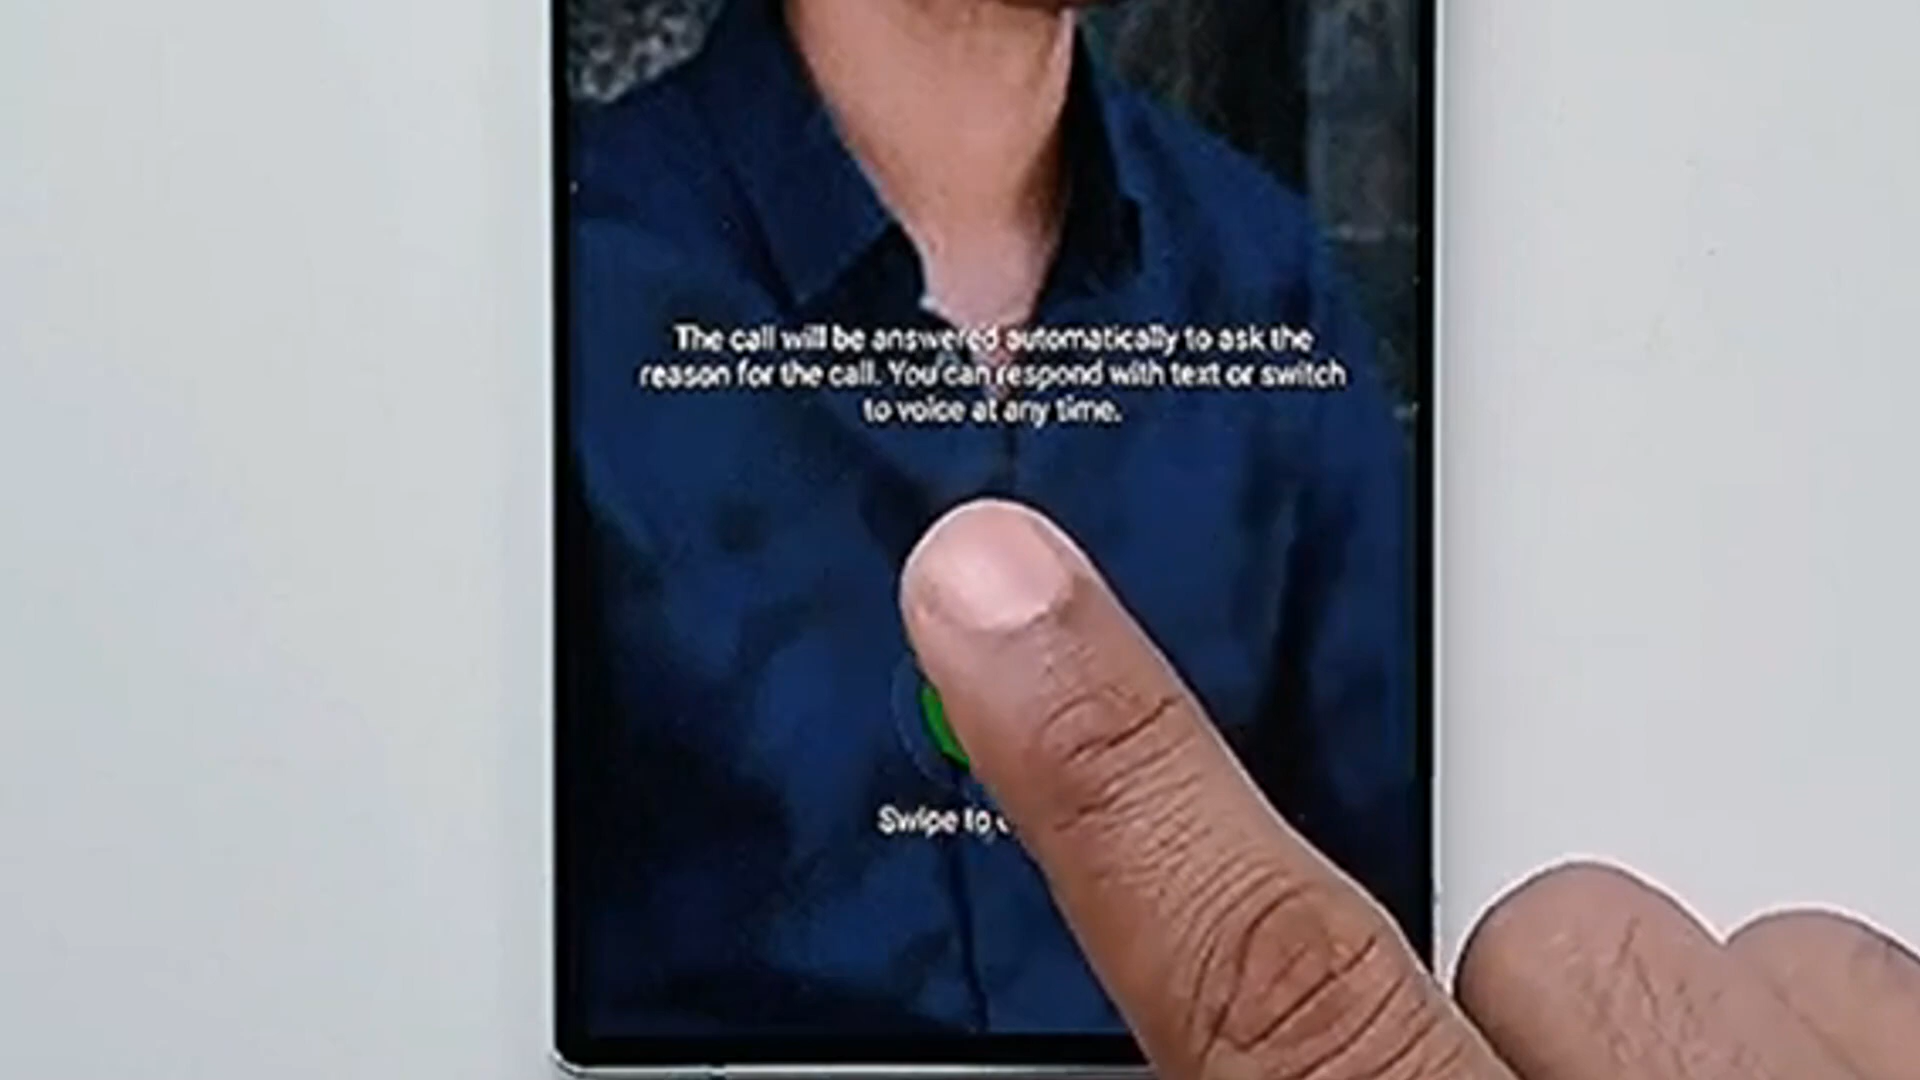 The call will be answered automatically to ask the
reason for the call. You can respond with text or switch
to voice at any time.
Swipe to